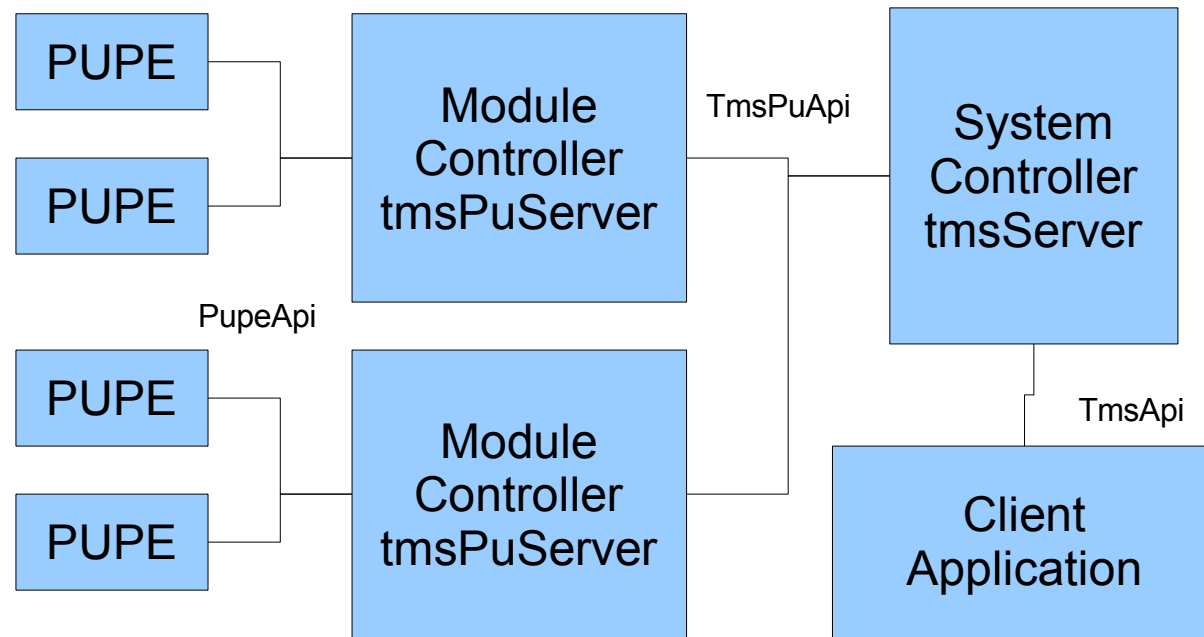 PUPE
PUPE
Module
Controller
tmsPuServer
TmsPuApi
System
Controller
tmsServer
PupeApi
PUPE
PUPE
Module
Controller
tmsPuServer
TmsApi
Client
Application